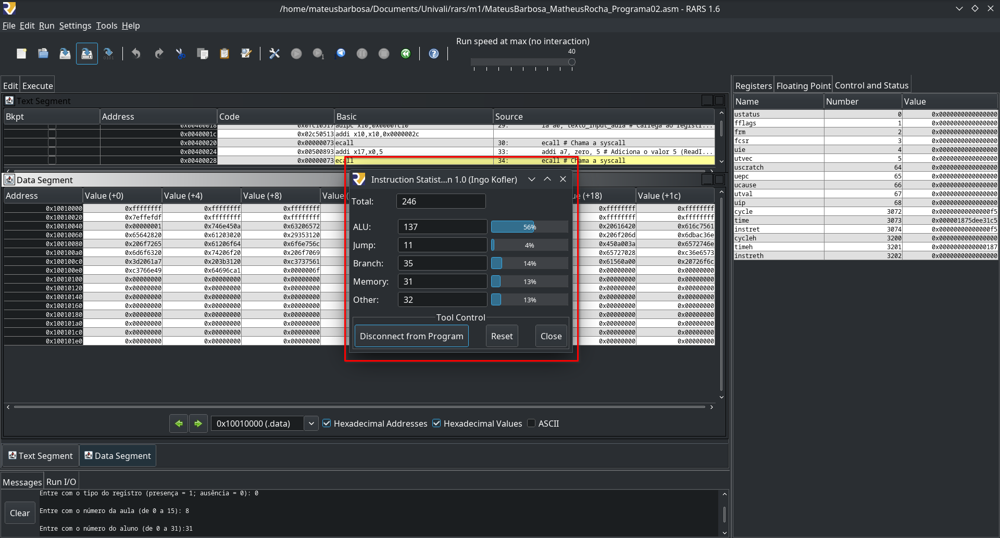 /home/mateusbarbosa/Documents/Univali/rars/m1/MateusBarbosa_MatheusRocha_Programa02.asm - RARS 1.6
File Edit Run Settings Tools Help
Run speed at max (no interaction)
40
Edit Execute
Registers Floating Point Control and Status
Text Segment
Bkpt Address Code Basic Source
0x00400018 0x0fc10517 auipc x10,0x0000fc10 29: la a0, texto_input_aula # Carrega ao registi...
0x0040001c 0x02c50513 addi x10,x10,0x0000002c
0x00400020 0x00000073 ecall 30: ecall # Chama a syscall
0x00400024 0x00500893 addi x17,x0,5 33: addi a7, zero, 5 # Adiciona o valor 5 (ReadI...
0x00400028 0x00000073 ecall 34: ecall # Chama a syscall
Data Segment
Address Value (+0) Value (+4) Value (+8) Value (+18) Value (+1c)
0x10010000 0xffffffff 0xffffffff 0xffffffff 0xffffffff 0xffffffff
0x10010020 0x7effefdf 0xffffffff 0xffffffff 0xffffffff 0xffffffff
0x10010040 0x00000001 0x746e450a 0x63206572 0x20616420 0x616c7561
0x10010060 0x65642820 0x61203020 0x29353120 0x206f206d 0x6dbac36e
0x10010080 0x206f7265 0x61206f64 0x6f6e756c 0x450a003a 0x6572746e
0x100100a0 0x6d6f6320 0x74206f20 0x206f7069 0x65727028 0xc36e6573
0x100100c0 0x3d2061a7 0x203b3120 0xc3737561 0x61560a00 0x20726f6c
0x100100e0 0xc3766e49 0x64696ca1 0x0000006f 0x00000000 0x00000000
0x10010100 0x00000000 0x00000000 0x00000000 0x00000000 0x00000000
0x10010120 0x00000000 0x00000000 0x00000000 0x00000000 0x00000000
0x10010140 0x00000000 0x00000000 0x00000000 0x00000000 0x00000000
0x10010160 0x00000000 0x00000000 0x00000000 0x00000000 0x00000000
0x10010180 0x00000000 0x00000000 0x00000000 0x00000000 0x00000000
0x100101a0 0x00000000 0x00000000 0x00000000 0x00000000 0x00000000
0x100101c0 0x00000000 0x00000000 0x00000000 0x00000000 0x00000000
0x100101e0 0x00000000 0x00000000 0x00000000 0x00000000 0x00000000
0x10010000 (.data) Hexadecimal Addresses Hexadecimal Values ASCII
Instruction Statist...n 1.0 (Ingo Kofler)
Total: 246
ALU: 137 56%
Jump: 11 4%
Branch: 35 14%
Memory: 31 13%
Other: 32 13%
Tool Control
Disconnect from Program Reset Close
Name Number Value
ustatus 0 0x0000000000000000
fflags 1 0x0000000000000000
frm 2 0x0000000000000000
fcsr 3 0x0000000000000000
uie 4 0x0000000000000000
utvec 5 0x0000000000000000
uscratch 64 0x0000000000000000
uepc 65 0x0000000000000000
ucause 66 0x0000000000000000
utval 67 0x0000000000000000
uip 68 0x0000000000000000
cycle 3072 0x00000000000000f5
time 3073 0x000001875dee31c5
instret 3074 0x00000000000000f5
cycleh 3200 0x0000000000000000
timeh 3201 0x0000000000000187
instreth 3202 0x0000000000000000
Text Segment Data Segment
Messages Run I/O
Clear
Entre com o tipo do registro (presença = 1; ausência = 0): 0
Entre com o número da aula (de 0 a 15): 8
Entre com o número do aluno (de 0 a 31):31